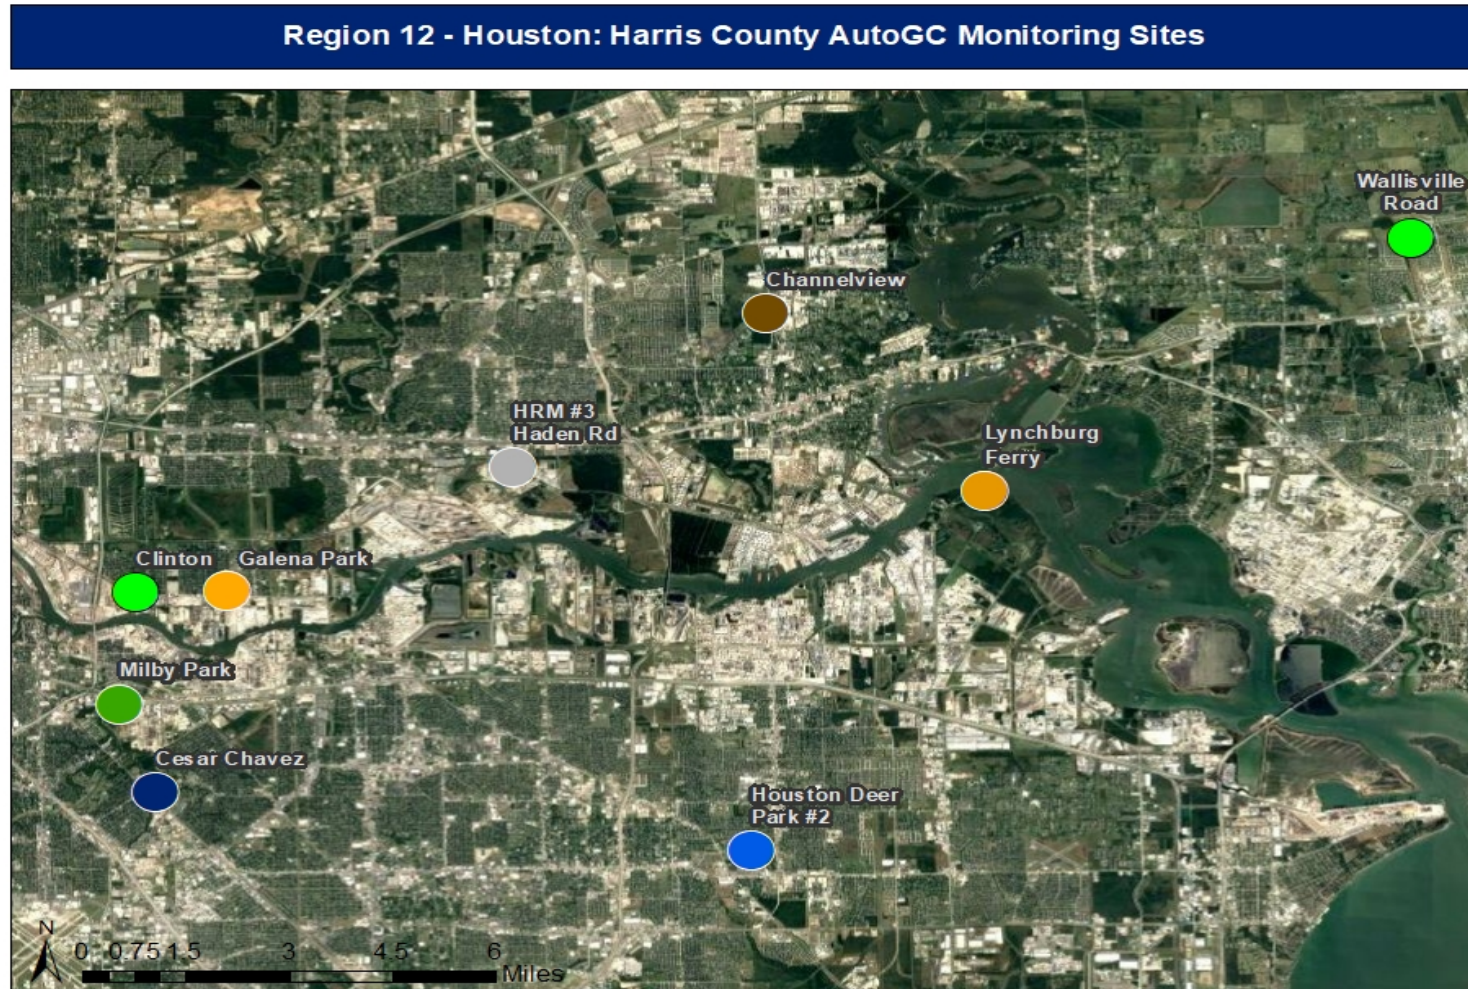 Region 12 - Houston: Harris County AutoGC Monitoring Sites
Wallisville
Road
Channelview
HRM #3
Haden Rd
Lynchburg
Ferry
Clinton
Galena Park
Milby Park
Cesar Chavez
Houston Deer
Park #2
N
0 0.75 1.5 3 4.5 6
Miles